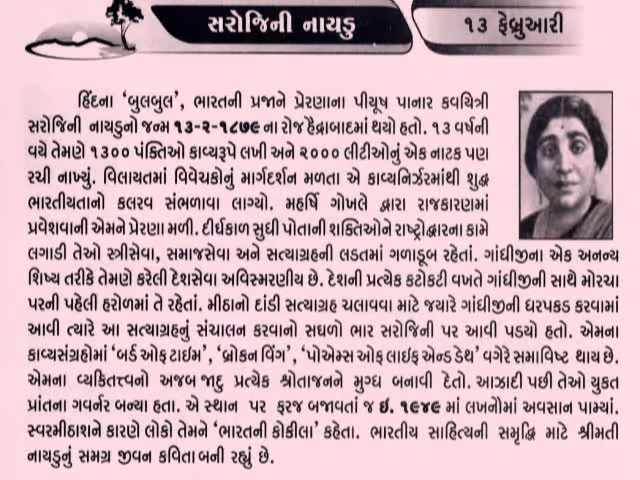 સરોજિની નાયડુ
૧૩ ફેબ્રુઆરી
હિંદના ‘બુલબુલ’, ભારતની પ્રજાને પ્રેરણાના પીયૂષ પાનાર કવયિત્રી
સરોજિની નાયડુનો જન્મ ૧૩-૨-૧૮૭૯ ના રોજ હૈદ્રાબાદમાં થયો હતો. ૧૩ વર્ષની
વયે તેમણે ૧૩૦૦ પંક્તિઓ કાવ્યરૂપે લખી અને ૨૦૦૦ લીટીઓનું એક નાટક પણ
રચી નાખ્યું. વિલાયતમાં વિવેચકોનું માર્ગદર્શન મળતા એ કાવ્યનિર્ઝરમાંથી શુદ્ધ
ભારતીયતાનો કલરવ સંભળાવા લાગ્યો. મહર્ષિ ગોખલે દ્વારા રાજકારણમાં
પ્રવેશવાની એમને પ્રેરણા મળી. દીર્ઘકાળ સુધી પોતાની શક્તિઓને રાષ્ટ્રોદ્ધારના કામે
લગાડી તેઓ સ્ત્રીસેવા, સમાજસેવા અને સત્યાગ્રહની લડતમાં ગળાડૂબ રહેતાં. ગાંધીજીના એક અનન્ય
શિષ્ય તરીકે તેમણે કરેલી દેશસેવા અવિસ્મરણીય છે. દેશની પ્રત્યેક કટોકટી વખતે ગાંધીજીની સાથે મોરચા
પરની પહેલી હરોળમાં તે રહેતાં. મીઠાનો દાંડી સત્યાગ્રહ ચલાવવા માટે જયારે ગાંધીજીની ધરપકડ કરવામાં
આવી ત્યારે આ સત્યાગ્રહનું સંચાલન કરવાનો સઘળો ભાર સરોજિની પર આવી પડયો હતો. એમના
કાવ્યસંગ્રહોમાં ‘બર્ડ ઓફ ટાઇમ’, ‘બ્રોકન વિંગ’, ‘પોએમ્સ ઓફ લાઇફ એન્ડ ડેથ’ વગેરે સમાવિષ્ટ થાય છે.
એમના વ્યકિતત્ત્વનો અજબ જાદુ પ્રત્યેક શ્રોતાજનને મુગ્ધ બનાવી દેતો. આઝાદી પછી તેઓ યુકત
પ્રાંતના ગવર્નર બન્યા હતા. એ સ્થાન પર ફરજ બજાવતાં જ ઇ. ૧૯૪૯ માં લખનૌમાં અવસાન પામ્યાં.
સ્વરમીઠાશને કારણે લોકો તેમને ‘ભારતની કોકીલા’ કહેતા. ભારતીય સાહિત્યની સમૃદ્ધિ માટે શ્રીમતી
નાયડુનું સમગ્ર જીવન કવિતા બની રહ્યું છે.